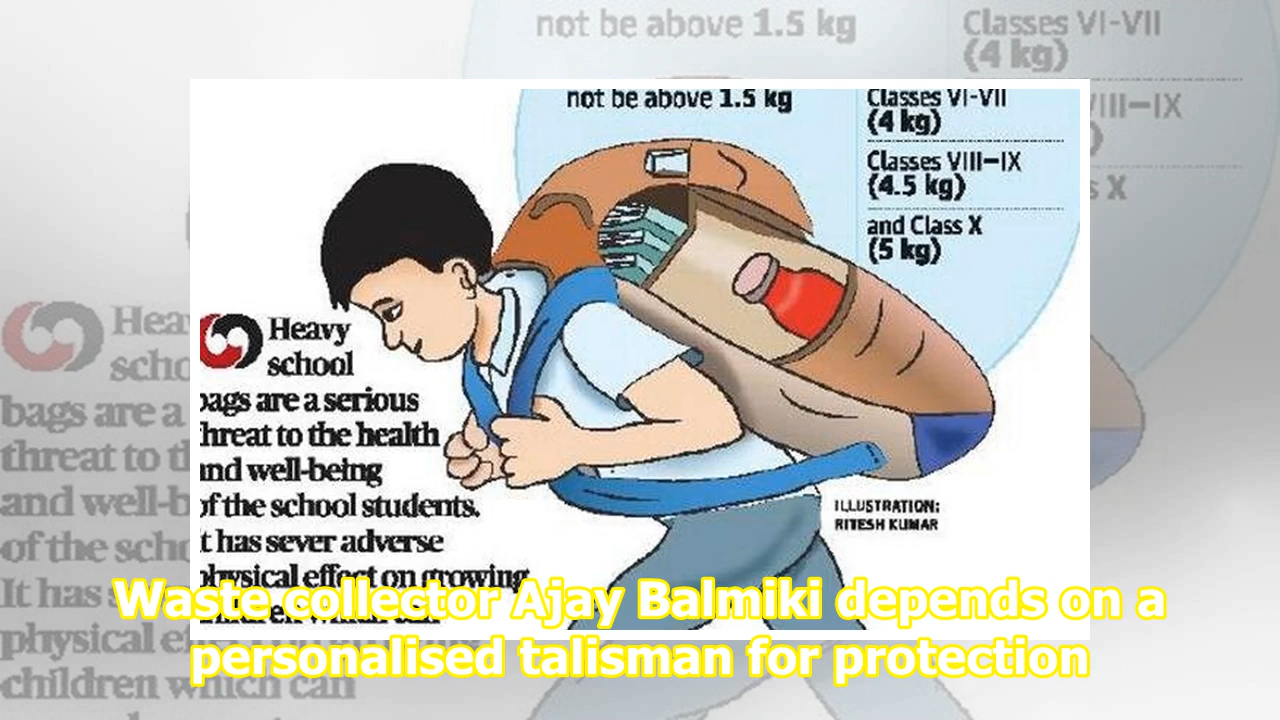 not be above 1.5 kg
Classes VI-VII
(4 kg)
Classes VIII—IX
(4.5 kg)
and Class X
(5 kg)
Heavy
school
bags are a serious
threat to the health
and well-being
of the school students.
It has sever adverse
physical effect on growing
children which can
ILLUSTRATION:
RITESH KUMAR
Waste collector Ajay Balmiki depends on a
personalised talisman for protection